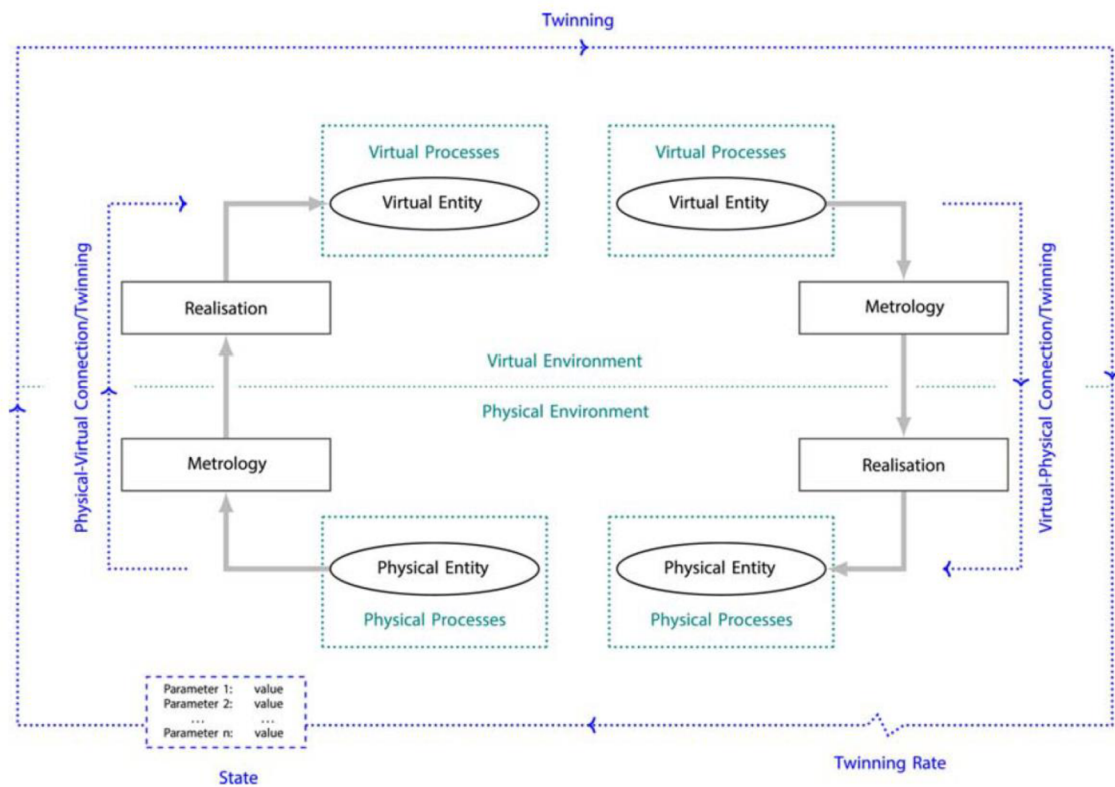 Twinning
Virtual Processes
Virtual Processes
Virtual Entity
Virtual Entity
Physical-Virtual Connection/Twinning
Virtual-Physical Connection/Twinning
Realisation
Metrology
Virtual Environment
Physical Environment
Metrology
Realisation
Physical Entity
Physical Entity
Physical Processes
Physical Processes
Parameter 1: value
Parameter 2: value
... ...
Parameter n: value
State
Twinning Rate